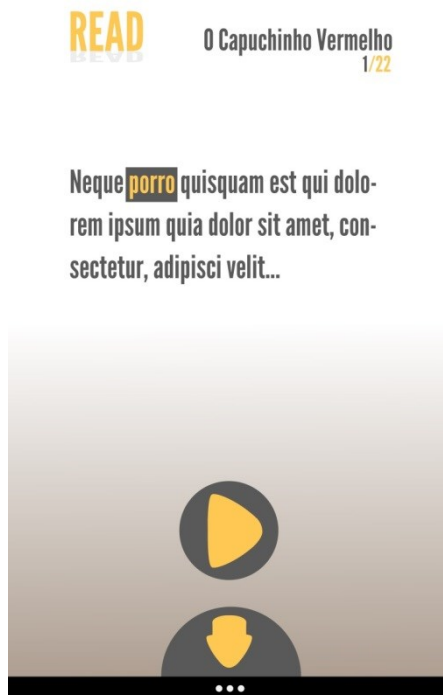 READ
O Capuchinho Vermelho
1/22
Neque porro quisquam est qui dolo-
rem ipsum quia dolor sit amet, con-
sectetur, adipisci velit...